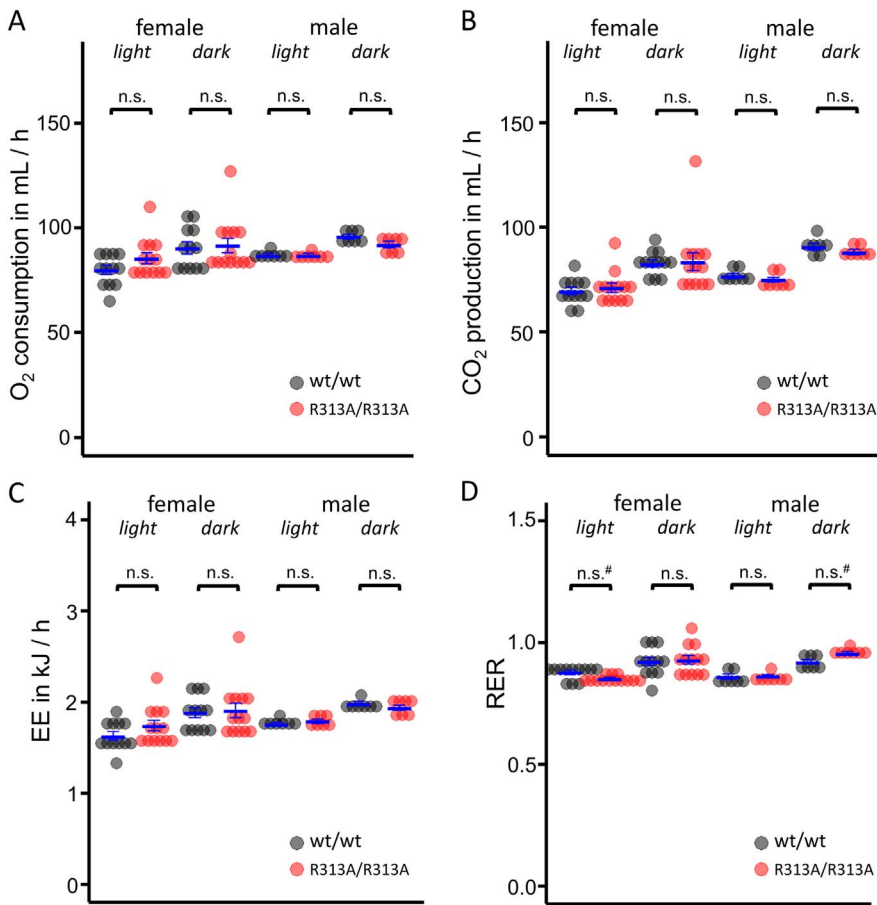 A
female
male
light
dark
light
dark
n.s.
n.s.
n.s.
n.s.
O2 consumption in mL / h
150
100
50
0
wt/wt
R313A/R313A
B
female
male
light
dark
light
dark
n.s.
n.s.
n.s.
n.s.
CO2 production in mL / h
150
100
50
0
wt/wt
R313A/R313A
C
female
male
light
dark
light
dark
n.s.
n.s.
n.s.
n.s.
EE in kJ / h
4
3
2
1
0
wt/wt
R313A/R313A
D
female
male
light
dark
light
dark
n.s.#
n.s.
n.s.
n.s.#
RER
1.5
1.0
0.5
0.0
wt/wt
R313A/R313A